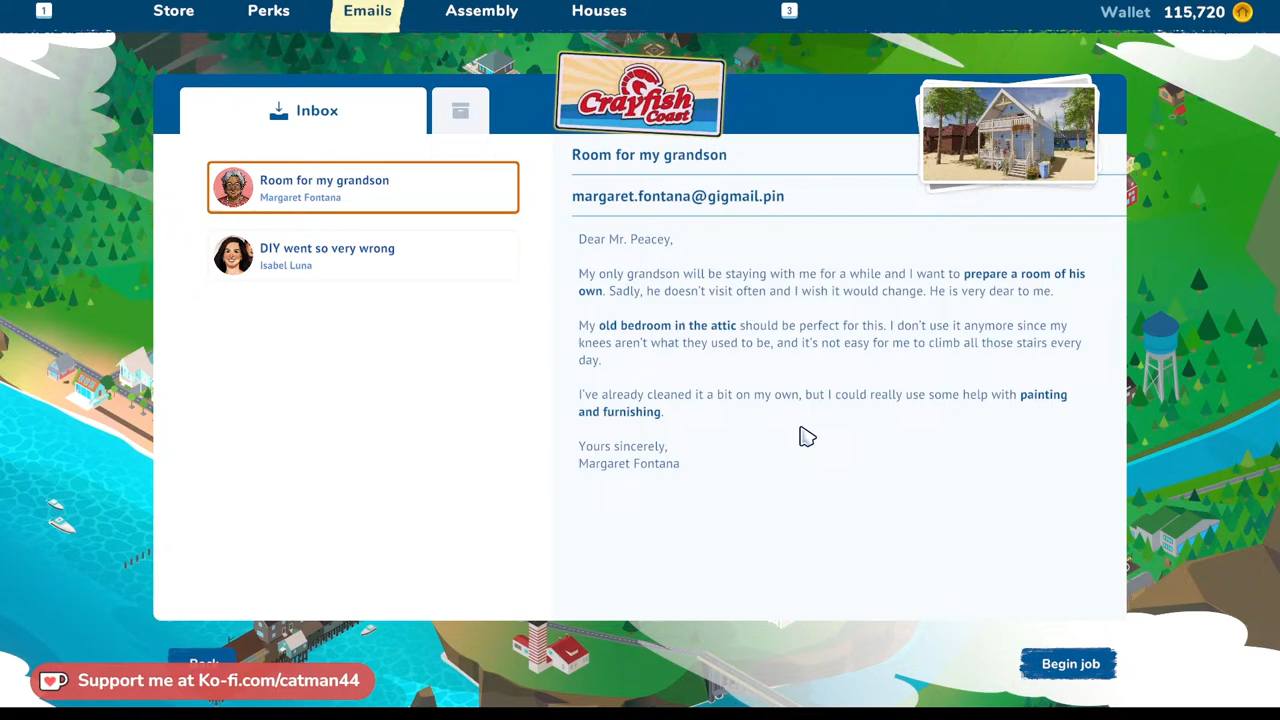 1
Store
Perks
Emails
Assembly
Houses
3
Wallet 115,720
Inbox
Crayfish
Coast
Room for my grandson
Margaret Fontana
DIY went so very wrong
Isabel Luna
Room for my grandson
margaret.fontana@gigmail.pin
Dear Mr. Peacey,
My only grandson will be staying with me for a while and I want to prepare a room of his
own. Sadly, he doesn't visit often and I wish it would change. He is very dear to me.
My old bedroom in the attic should be perfect for this. I don't use it anymore since my
knees aren't what they used to be, and it's not easy for me to climb all those stairs every
day.
I've already cleaned it a bit on my own, but I could really use some help with painting
and furnishing.
Yours sincerely,
Margaret Fontana
Back
Begin job
Support me at Ko-fi.com/catman44